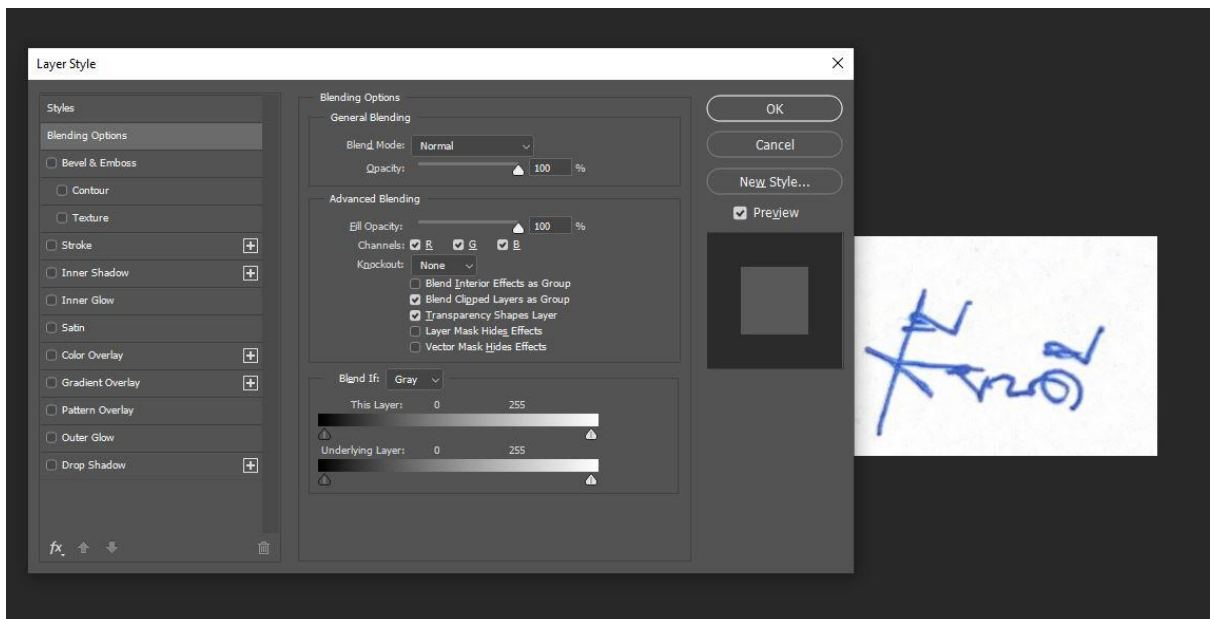 Layer Style
Styles
Blending Options
Bevel & Emboss
Contour
Texture
Stroke
Inner Shadow
Inner Glow
Satin
Color Overlay
Gradient Overlay
Pattern Overlay
Outer Glow
Drop Shadow
fx
Blending Options
General Blending
Blend Mode: Normal
Opacity: 100 %
Advanced Blending
Fill Opacity: 100 %
Channels: R G B
Knockout: None
Blend Interior Effects as Group
Blend Clipped Layers as Group
Transparency Shapes Layer
Layer Mask Hides Effects
Vector Mask Hides Effects
Blend If: Gray
This Layer: 0 255
Underlying Layer: 0 255
OK
Cancel
New Style...
Preview